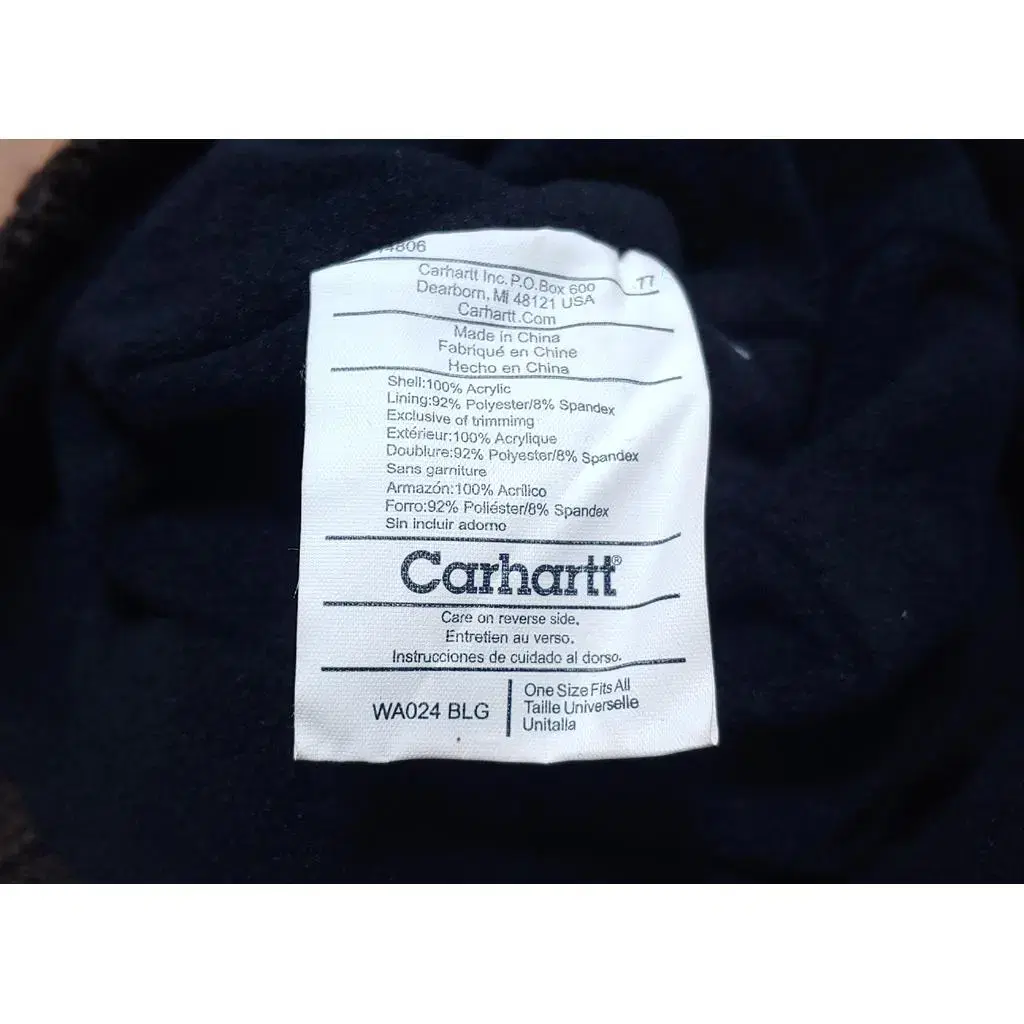 4806
77
Carhartt Inc. P.O.Box 600
Dearborn, MI 48121 USA
Carhartt.Com
Made in China
Fabriqué en Chine
Hecho en China
Shell:100% Acrylic
Lining:92% Polyester/8% Spandex
Exclusive of trimmimg
Extérieur:100% Acrylique
Doublure:92% Polyester/8% Spandex
Sans garniture
Armazón:100% Acrílico
Forro:92% Poliéster/8% Spandex
Sin incluir adorno
Carhartt®
Care on reverse side.
Entretien au verso.
Instrucciones de cuidado al dorso.
WA024 BLG
One Size Fits All
Taille Universelle
Unitalla